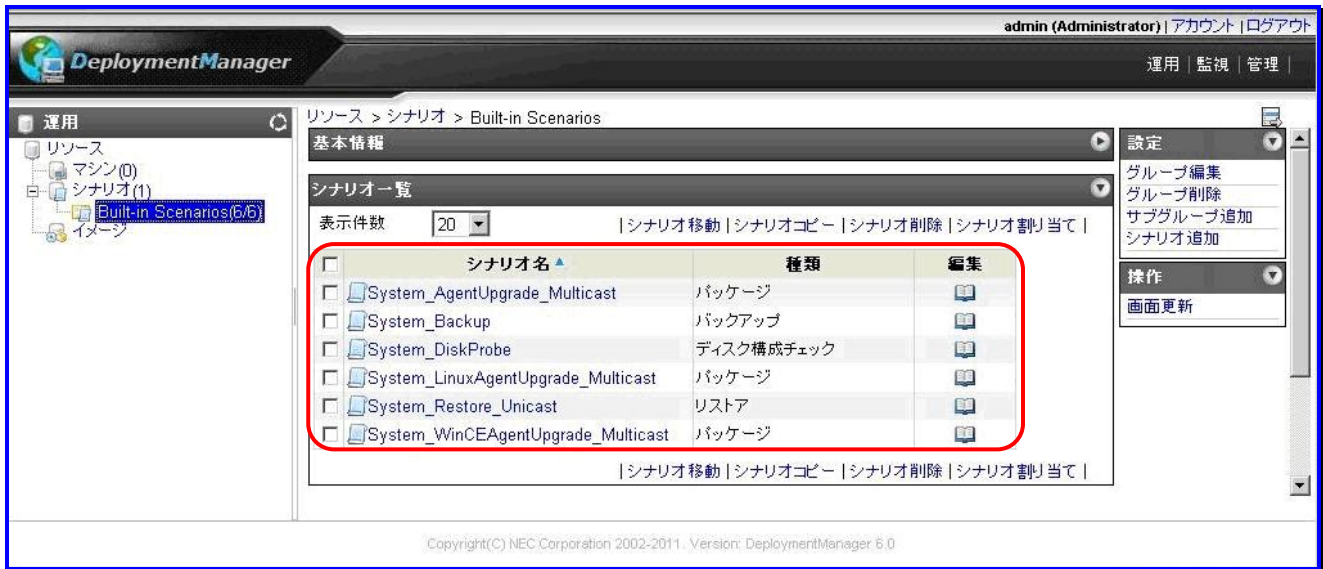 admin (Administrator) | アカウント | ログアウト
DeploymentManager
運用 | 監視 | 管理 |
運用
リソース
マシン(0)
シナリオ(1)
Built-in Scenarios(6/6)
イメージ
リソース > シナリオ > Built-in Scenarios
基本情報
シナリオ一覧
表示件数 20 | シナリオ移動 | シナリオコピー | シナリオ削除 | シナリオ割り当て |
シナリオ名 種類 編集
System_AgentUpgrade_Multicast パッケージ
System_Backup バックアップ
System_DiskProbe ディスク構成チェック
System_LinuxAgentUpgrade_Multicast パッケージ
System_Restore_Unicast リストア
System_WinCEAgentUpgrade_Multicast パッケージ
| シナリオ移動 | シナリオコピー | シナリオ削除 | シナリオ割り当て |
設定
グループ編集
グループ削除
サブグループ追加
シナリオ追加
操作
画面更新
Copyright(C) NEC Corporation 2002-2011. Version: DeploymentManager 6.0